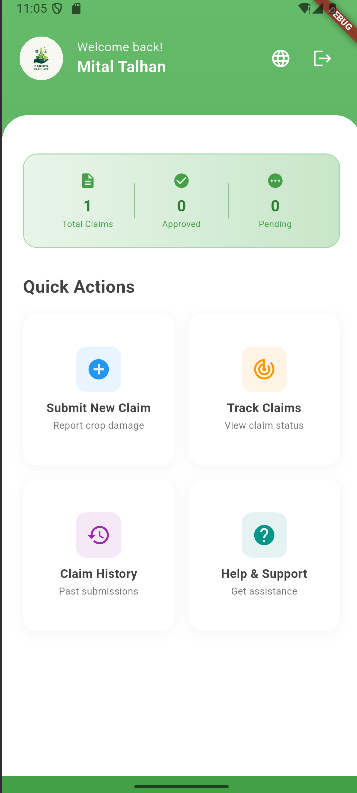 11:05
DEBUG
Welcome back!
Mital Talhan
1 0 0
Total Claims Approved Pending
Quick Actions
Submit New Claim
Report crop damage
Track Claims
View claim status
Claim History
Past submissions
Help & Support
Get assistance